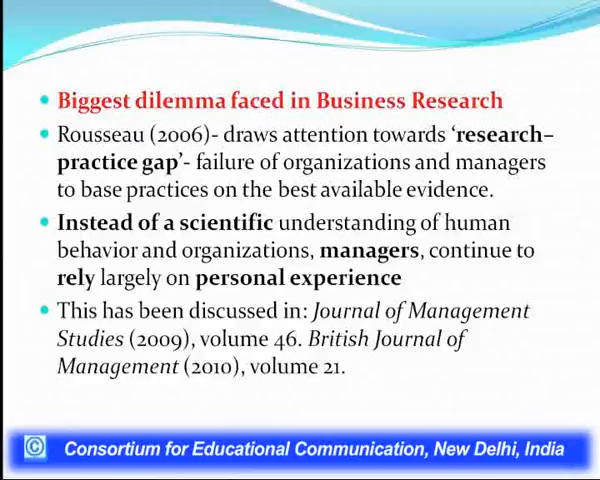 Biggest dilemma faced in Business Research
Rousseau (2006)- draws attention towards ‘research–
practice gap’- failure of organizations and managers
to base practices on the best available evidence.
Instead of a scientific understanding of human
behavior and organizations, managers, continue to
rely largely on personal experience
This has been discussed in: Journal of Management
Studies (2009), volume 46. British Journal of
Management (2010), volume 21.
© Consortium for Educational Communication, New Delhi, India